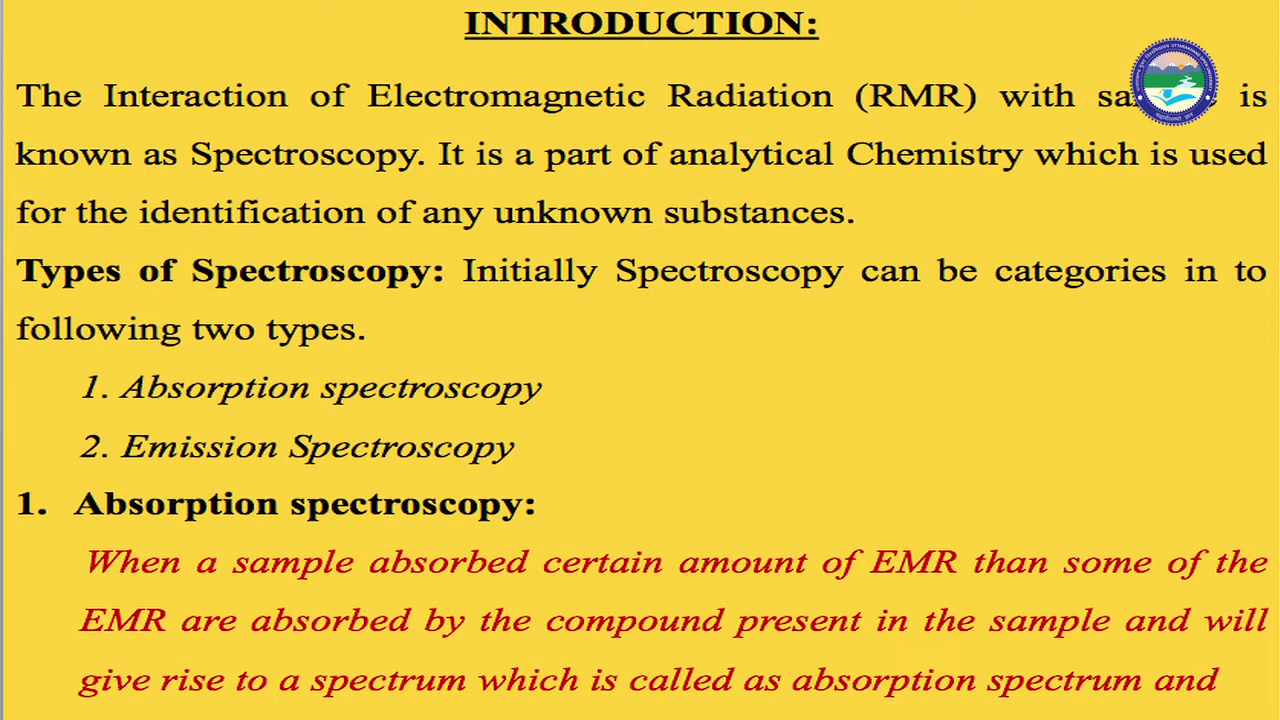 INTRODUCTION:
The Interaction of Electromagnetic Radiation (RMR) with is
known as Spectroscopy. It is a part of analytical Chemistry which is used
for the identification of any unknown substances.
Types of Spectroscopy: Initially Spectroscopy can be categories in to
following two types.
1. Absorption spectroscopy
2. Emission Spectroscopy
1. Absorption spectroscopy:
When a sample absorbed certain amount of EMR than some of the
EMR are absorbed by the compound present in the sample and will
give rise to a spectrum which is called as absorption spectrum and